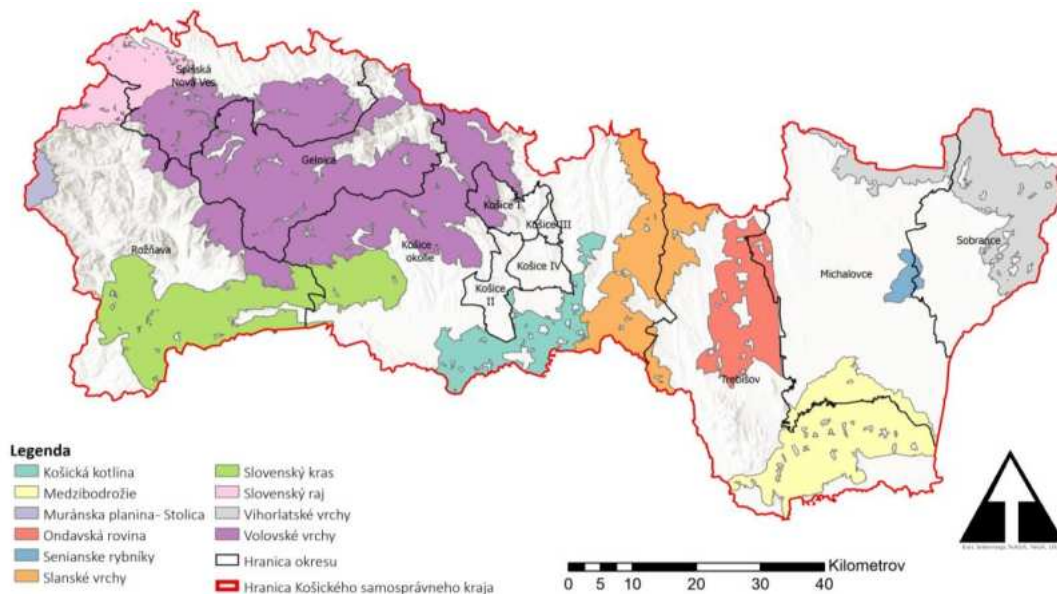 Spišská
Nová Ves
Gelnica
Košice I
Košice III
Košice
okolie
Košice IV
Košice
II
Rožňava
Michalovce
Sobrance
Trebišov
Legenda
Košická kotlina
Medzibodrožie
Muránska planina- Stolica
Ondavská rovina
Senianske rybníky
Slanské vrchy
Slovenský kras
Slovenský raj
Vihorlatské vrchy
Volovské vrchy
Hranica okresu
Hranica Košického samosprávneho kraja
Kilometrov
0 5 10 20 30 40